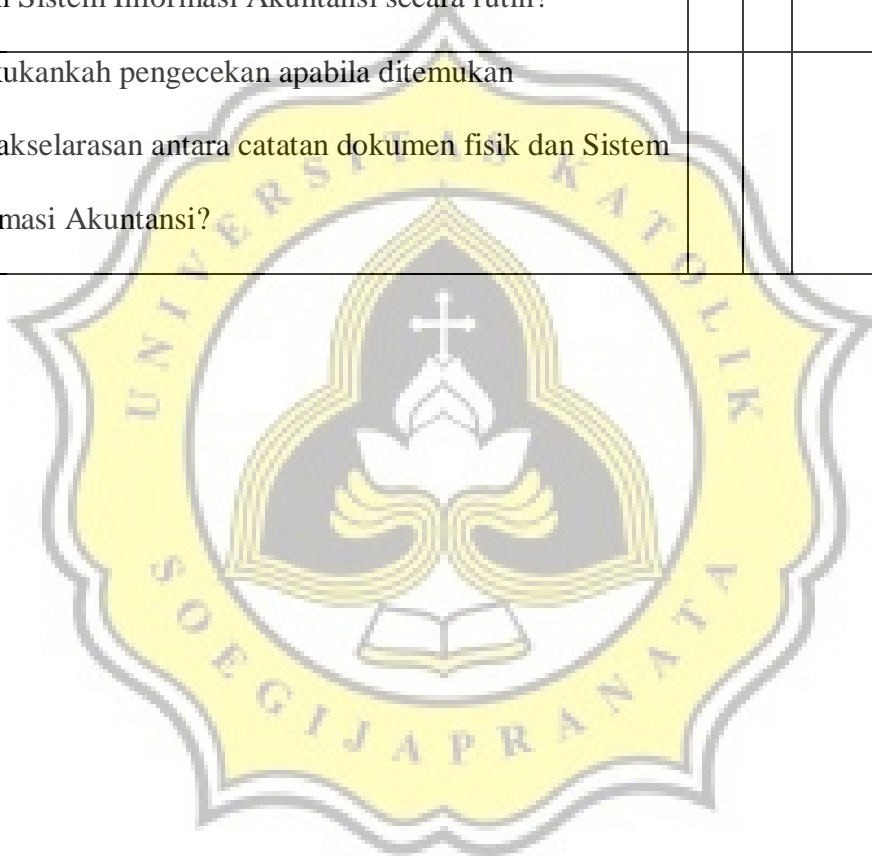 Sistem Informasi Akuntansi secara rutin?
kukankah pengecekan apabila ditemukan
akselarasan antara catatan dokumen fisik dan Sistem
masi Akuntansi?
UNIVERSITAS KATOLIK
SOEGIJAPRANATA